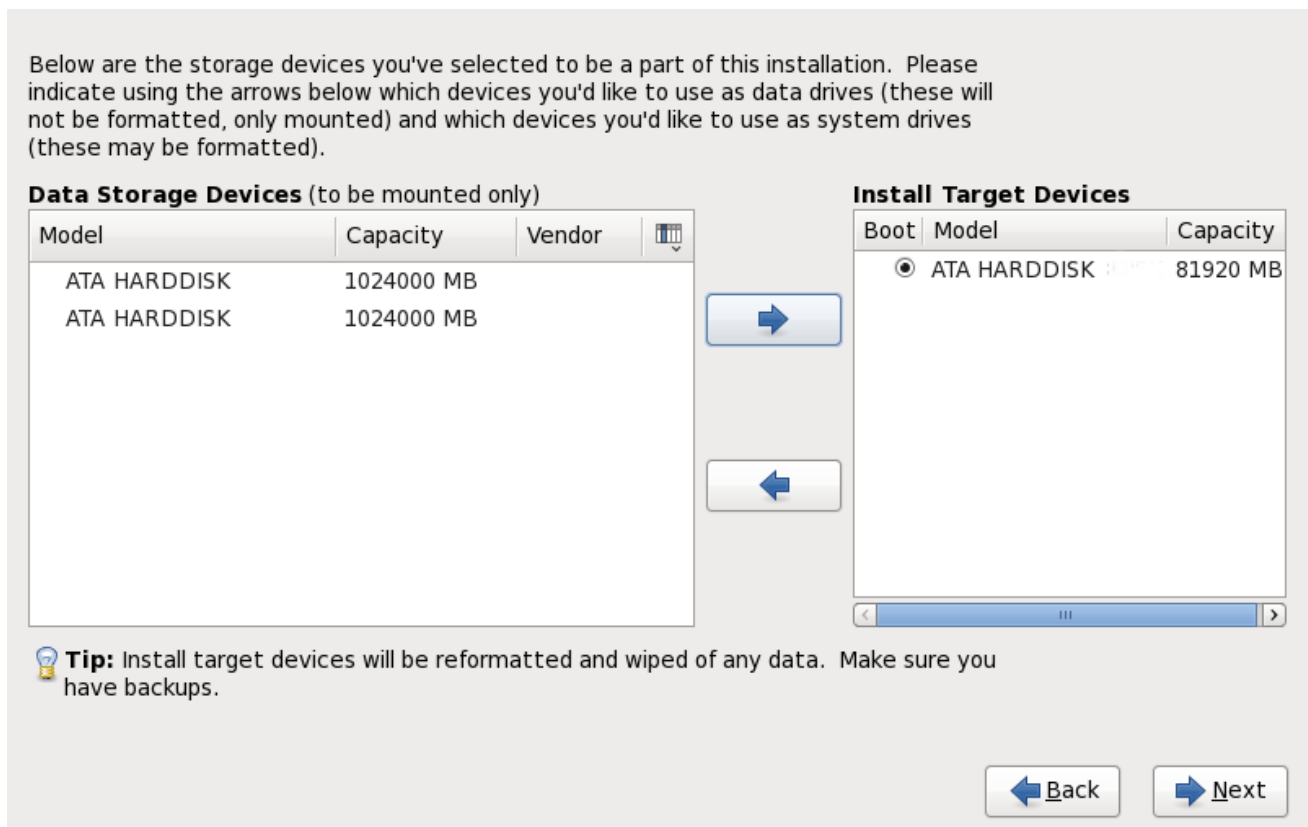 Below are the storage devices you've selected to be a part of this installation.  Please
indicate using the arrows below which devices you'd like to use as data drives (these will
not be formatted, only mounted) and which devices you'd like to use as system drives
(these may be formatted).
Data Storage Devices (to be mounted only)
Model Capacity Vendor
ATA HARDDISK 1024000 MB
ATA HARDDISK 1024000 MB
Install Target Devices
Boot Model Capacity
ATA HARDDISK 81920 MB
Tip: Install target devices will be reformatted and wiped of any data.  Make sure you
have backups.
Back Next